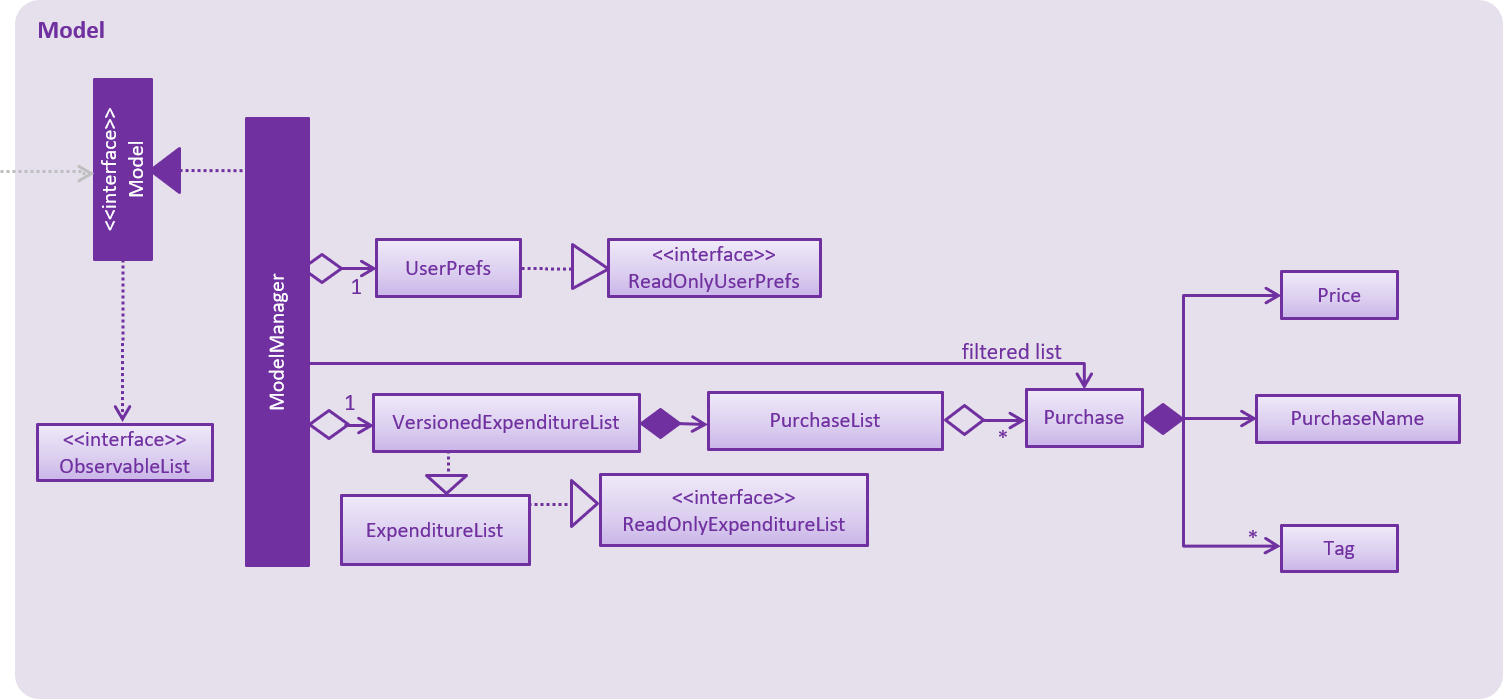 Model
<<interface>>
Model
ModelManager
UserPrefs
1
<<interface>>
ReadOnlyUserPrefs
Price
filtered list
1
VersionedExpenditureList
PurchaseList
*
Purchase
PurchaseName
<<interface>>
ObservableList
ExpenditureList
<<interface>>
ReadOnlyExpenditureList
*
Tag